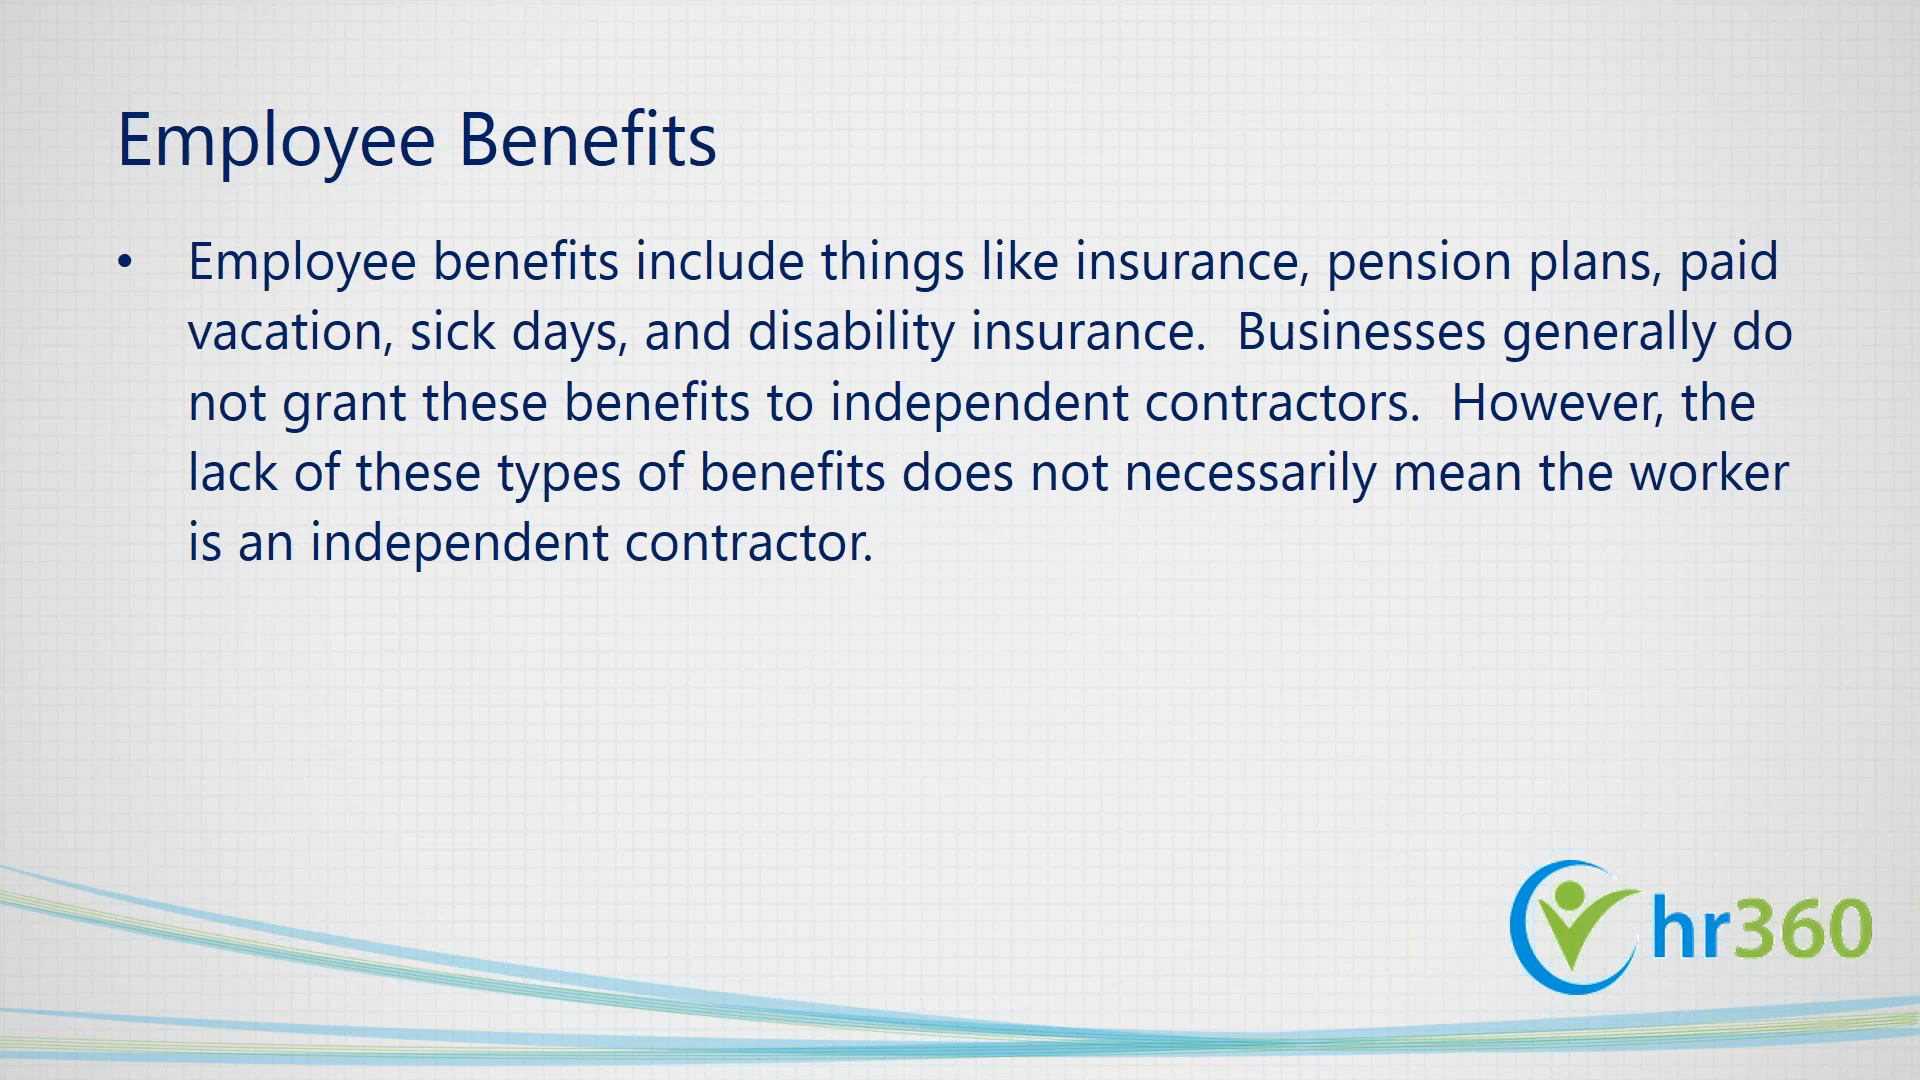 Employee Benefits
• Employee benefits include things like insurance, pension plans, paid
vacation, sick days, and disability insurance.  Businesses generally do
not grant these benefits to independent contractors.  However, the
lack of these types of benefits does not necessarily mean the worker
is an independent contractor.
hr360